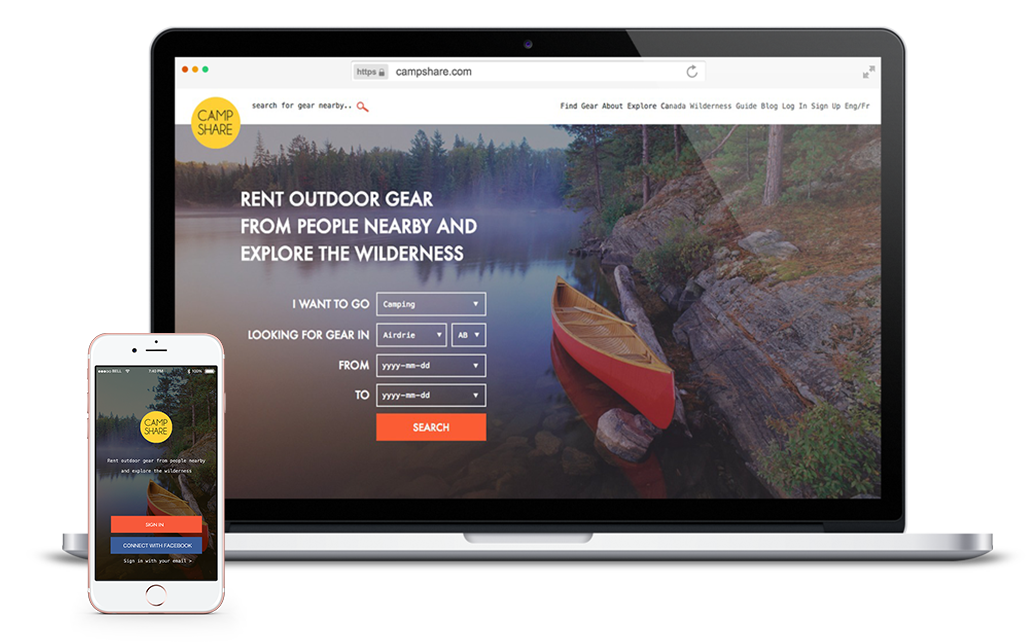 https campshare.com
CAMP
SHARE
search for gear nearby..
Find Gear About Explore Canada Wilderness Guide Blog Log In Sign Up Eng/Fr
RENT OUTDOOR GEAR
FROM PEOPLE NEARBY AND
EXPLORE THE WILDERNESS
I WANT TO GO Camping
LOOKING FOR GEAR IN Airdrie AB
FROM yyyy-mm-dd
TO yyyy-mm-dd
SEARCH
BELL 7:45 PM 100%
CAMP
SHARE
Rent outdoor gear from people nearby
and explore the wilderness
SIGN IN
CONNECT WITH FACEBOOK
Sign in with your email >